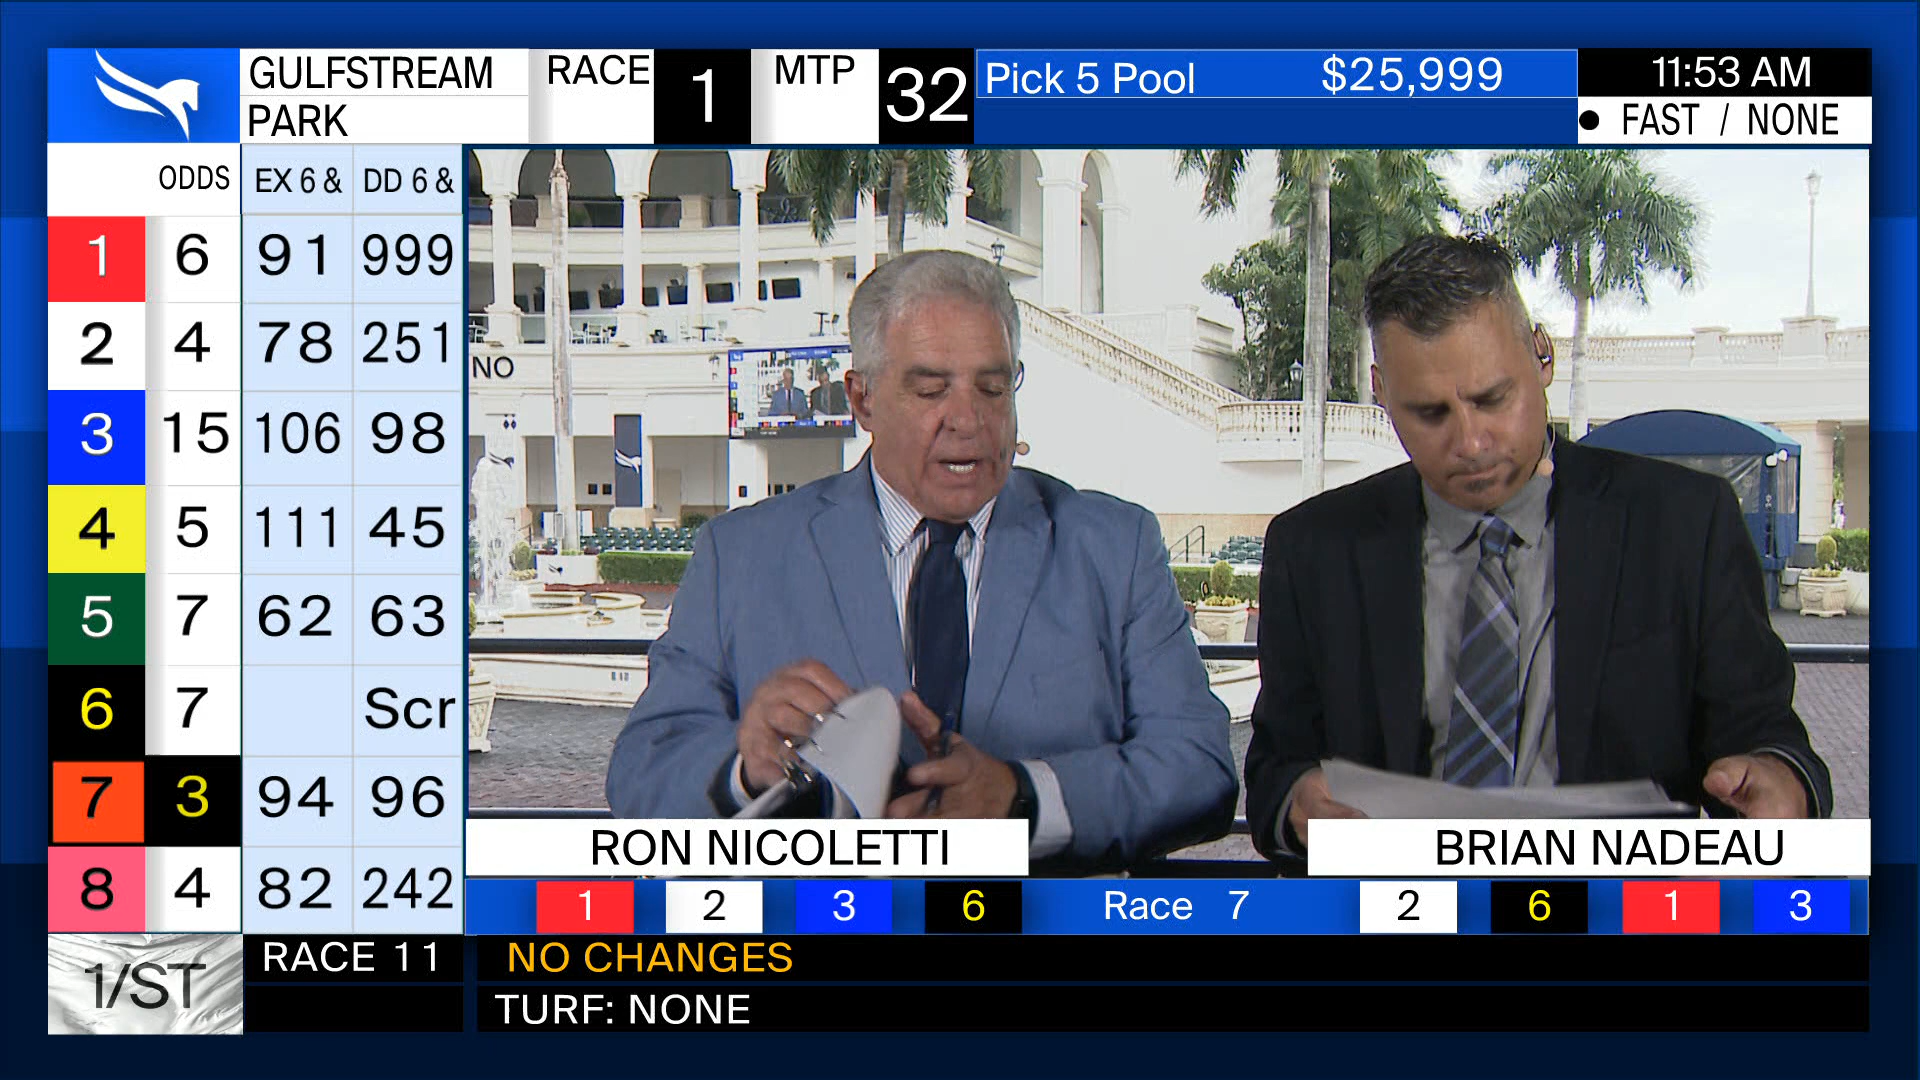 GULFSTREAM
PARK
RACE 1 MTP 32
Pick 5 Pool $25,999
11:53 AM
FAST / NONE
ODDS EX 6 & DD 6 &
1 6 91 999
2 4 78 251
3 15 106 98
4 5 111 45
5 7 62 63
6 7 Scr
7 3 94 96
8 4 82 242
NO
RON NICOLETTI
BRIAN NADEAU
1 2 3 6 Race 7 2 6 1 3
1/ST
RACE 11
NO CHANGES
TURF: NONE